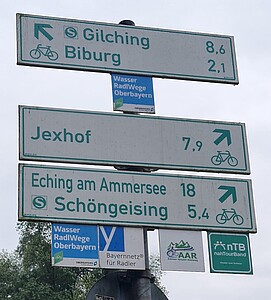 S Gilching 8,6
Biburg 2,1
Wasser
RadlWege
Oberbayern
Jexhof 7,9
Eching am Ammersee 18
S Schöngeising 5,4
Wasser
RadlWege
Oberbayern
Bayernnetz
für Radler
AAR
nTB
nanTourBand